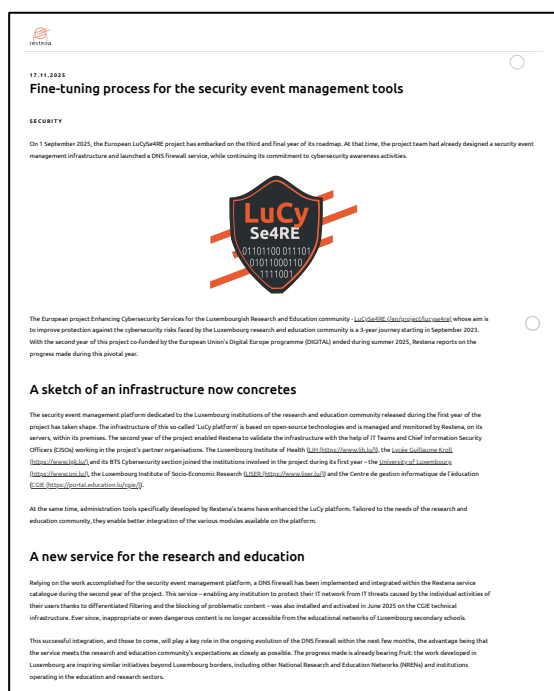 restena
17.11.2025
Fine-tuning process for the security event management tools
SECURITY
On 1 September 2025, the European LuCySe4RE project has embarked on the third and final year of its roadmap. At that time, the project team had already designed a security event
management infrastructure and launched a DNS firewall service, while continuing its commitment to cybersecurity awareness activities.
LuCy
Se4RE
01101100 011101
01011000110
1111001
The European project Enhancing Cybersecurity Services for the Luxembourgish Research and Education community - LuCySe4RE (/en/project/lucyse4re) whose aim is
to improve protection against the cybersecurity risks faced by the Luxembourg research and education community is a 3-year journey starting in September 2023.
With the second year of this project co-funded by the European Union's Digital Europe programme (DIGITAL) ended during summer 2025, Restena reports on the
progress made during this pivotal year.
A sketch of an infrastructure now concretes
The security event management platform dedicated to the Luxembourg institutions of the research and education community released during the first year of the
project has taken shape. The infrastructure of this so-called 'LuCy platform' is based on open-source technologies and is managed and monitored by Restena, on its
servers, within its premises. The second year of the project enabled Restena to validate the infrastructure with the help of IT Teams and Chief Information Security
Officers (CISOs) working in the project's partner organisations. The Luxembourg Institute of Health (LIH (https://www.lih.lu/)), the Lycée Guillaume Kroll
(https://www.lgk.lu/) and its BTS Cybersecurity section joined the institutions involved in the project during its first year – the University of Luxembourg
(https://www.uni.lu/), the Luxembourg Institute of Socio-Economic Research (LISER (https://www.liser.lu/)) and the Centre de gestion informatique de l'éducation
(CGIE (https://portal.education.lu/cgie/)).
At the same time, administration tools specifically developed by Restena's teams have enhanced the LuCy platform. Tailored to the needs of the research and
education community, they enable better integration of the various modules available on the platform.
A new service for the research and education
Relying on the work accomplished for the security event management platform, a DNS firewall has been implemented and integrated within the Restena service
catalogue during the second year of the project. This service – enabling any institution to protect their IT network from IT threats caused by the individual activities of
their users thanks to differentiated filtering and the blocking of problematic content – was also installed and activated in June 2025 on the CGIE technical
infrastructure. Ever since, inappropriate or even dangerous content is no longer accessible from the educational networks of Luxembourg secondary schools.
This successful integration, and those to come, will play a key role in the ongoing evolution of the DNS firewall within the next few months, the advantage being that
the service meets the research and education community's expectations as closely as possible. The progress made is already bearing fruit: the work developed in
Luxembourg are inspiring similar initiatives beyond Luxembourg borders, including other National Research and Education Networks (NRENs) and institutions
operating in the education and research sectors.